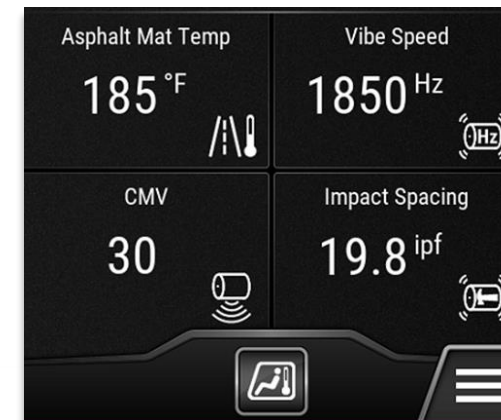 Asphalt Mat Temp
185 °F
Vibe Speed
1850 Hz
Hz
CMV
30
Impact Spacing
19.8 ipf